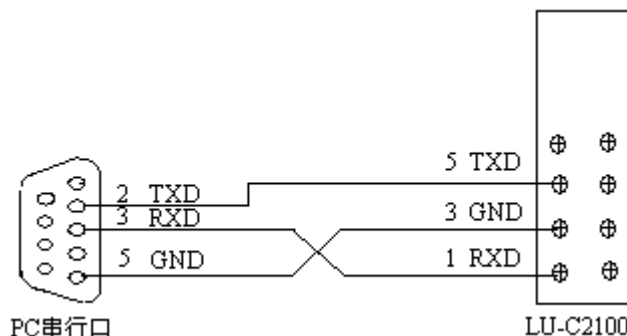 5 TXD
2 TXD
3 RXD
3 GND
5 GND
1 RXD
PC串行口
LU-C2100